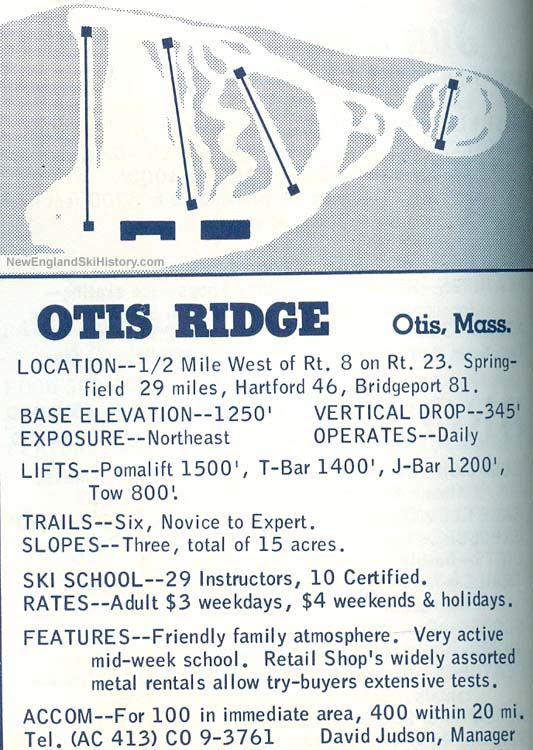 NewEnglandSkiHistory.com
OTIS RIDGE Otis, Mass.
LOCATION--1/2 Mile West of Rt. 8 on Rt. 23. Spring-
field 29 miles, Hartford 46, Bridgeport 81.
BASE ELEVATION--1250' VERTICAL DROP--345'
EXPOSURE--Northeast OPERATES--Daily
LIFTS--Pomalift 1500', T-Bar 1400', J-Bar 1200',
Tow 800'.
TRAILS--Six, Novice to Expert.
SLOPES--Three, total of 15 acres.
SKI SCHOOL--29 Instructors, 10 Certified.
RATES--Adult $3 weekdays, $4 weekends & holidays.
FEATURES--Friendly family atmosphere. Very active
mid-week school. Retail Shop's widely assorted
metal rentals allow try-buyers extensive tests.
ACCOM--For 100 in immediate area, 400 within 20 mi.
Tel. (AC 413) CO 9-3761 David Judson, Manager